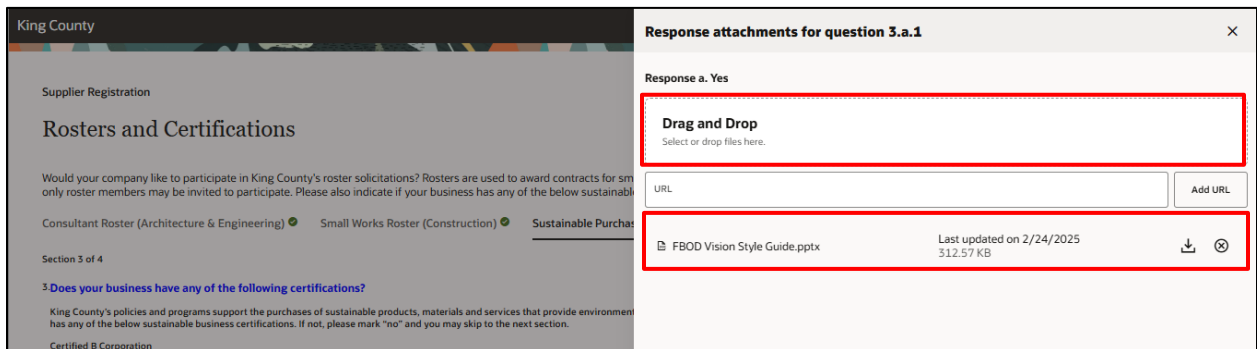 King County
Supplier Registration
Rosters and Certifications
Would your company like to participate in King County's roster solicitations? Rosters are used to award contracts for sm
only roster members may be invited to participate. Please also indicate if your business has any of the below sustainabl
Consultant Roster (Architecture & Engineering) Small Works Roster (Construction) Sustainable Purchas
Section 3 of 4
3.Does your business have any of the following certifications?
King County's policies and programs support the purchases of sustainable products, materials and services that provide environment
has any of the below sustainable business certifications. If not, please mark "no" and you may skip to the next section.
Certified B Corporation
Response attachments for question 3.a.1
Response a. Yes
Drag and Drop
Select or drop files here.
URL Add URL
FBOD Vision Style Guide.pptx Last updated on 2/24/2025
312.57 KB